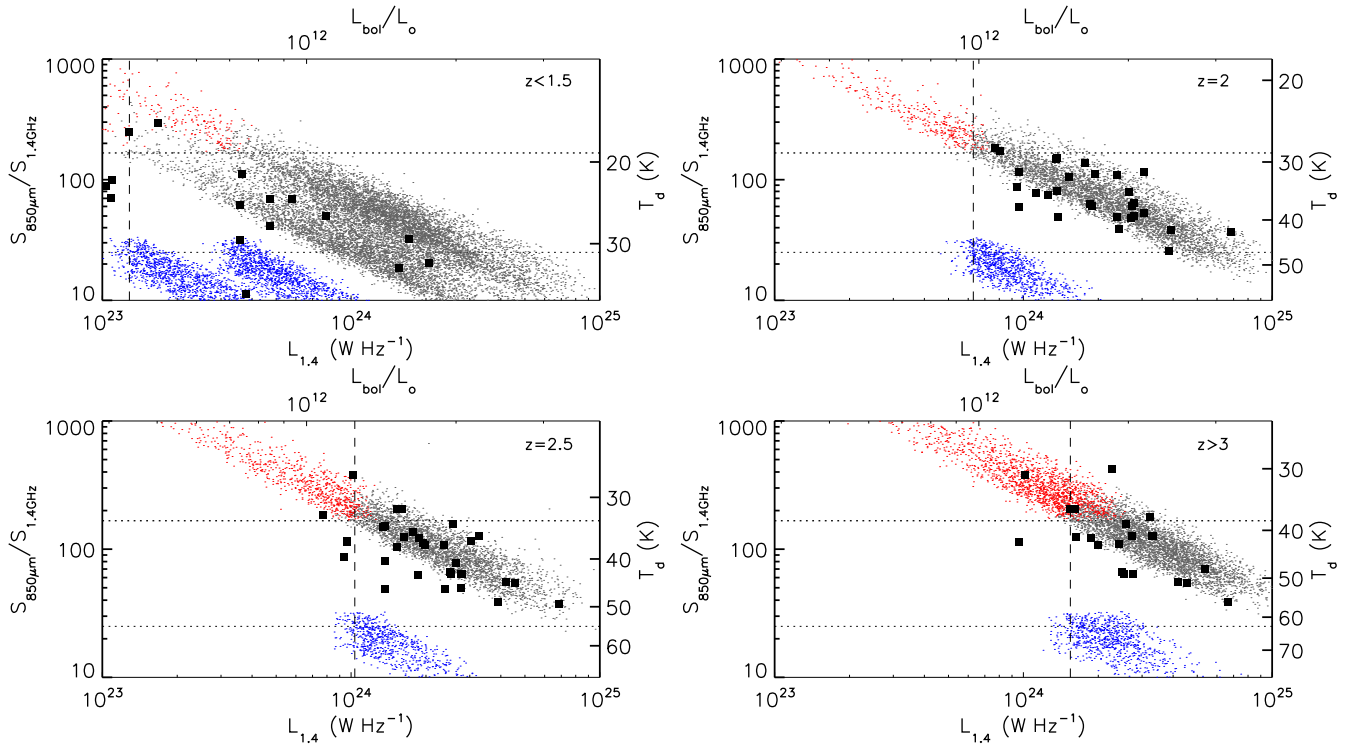 L_bol/L_o
10^12
1000
100
10
S_850μm/S_1.4GHz
z<1.5
20
30
T_d (K)
10^23
10^24
10^25
L_1.4 (W Hz^-1)
L_bol/L_o
10^12
1000
100
10
S_850μm/S_1.4GHz
z=2
20
30
40
50
T_d (K)
10^23
10^24
10^25
L_1.4 (W Hz^-1)
L_bol/L_o
10^12
1000
100
10
S_850μm/S_1.4GHz
z=2.5
30
40
50
60
T_d (K)
10^23
10^24
10^25
L_1.4 (W Hz^-1)
L_bol/L_o
10^12
1000
100
10
S_850μm/S_1.4GHz
z>3
30
40
50
60
70
T_d (K)
10^23
10^24
10^25
L_1.4 (W Hz^-1)